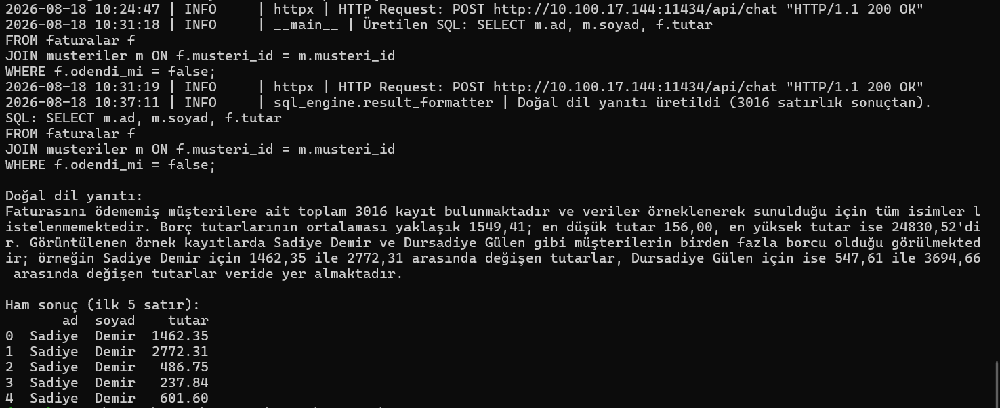 2026-08-18 10:24:47 | INFO     | httpx | HTTP Request: POST http://10.100.17.144:11434/api/chat "HTTP/1.1 200 OK"
2026-08-18 10:31:18 | INFO     | __main__ | Üretilen SQL: SELECT m.ad, m.soyad, f.tutar
FROM faturalar f
JOIN musteriler m ON f.musteri_id = m.musteri_id
WHERE f.odendi_mi = false;
2026-08-18 10:31:19 | INFO     | httpx | HTTP Request: POST http://10.100.17.144:11434/api/chat "HTTP/1.1 200 OK"
2026-08-18 10:37:11 | INFO     | sql_engine.result_formatter | Doğal dil yanıtı üretildi (3016 satırlık sonuçtan).
SQL: SELECT m.ad, m.soyad, f.tutar
FROM faturalar f
JOIN musteriler m ON f.musteri_id = m.musteri_id
WHERE f.odendi_mi = false;

Doğal dil yanıtı:
Faturasını ödememiş müşterilere ait toplam 3016 kayıt bulunmaktadır ve veriler örneklenerek sunulduğu için tüm isimler l
istelenmemektedir. Borç tutarlarının ortalaması yaklaşık 1549,41; en düşük tutar 156,00, en yüksek tutar ise 24830,52'di
r. Görüntülenen örnek kayıtlarda Sadiye Demir ve Dursadiye Gülen gibi müşterilerin birden fazla borcu olduğu görülmekted
ir; örneğin Sadiye Demir için 1462,35 ile 2772,31 arasında değişen tutarlar, Dursadiye Gülen için ise 547,61 ile 3694,66
 arasında değişen tutarlar veride yer almaktadır.

Ham sonuç (ilk 5 satır):
       ad  soyad    tutar
0  Sadiye  Demir  1462.35
1  Sadiye  Demir  2772.31
2  Sadiye  Demir   486.75
3  Sadiye  Demir   237.84
4  Sadiye  Demir   601.60